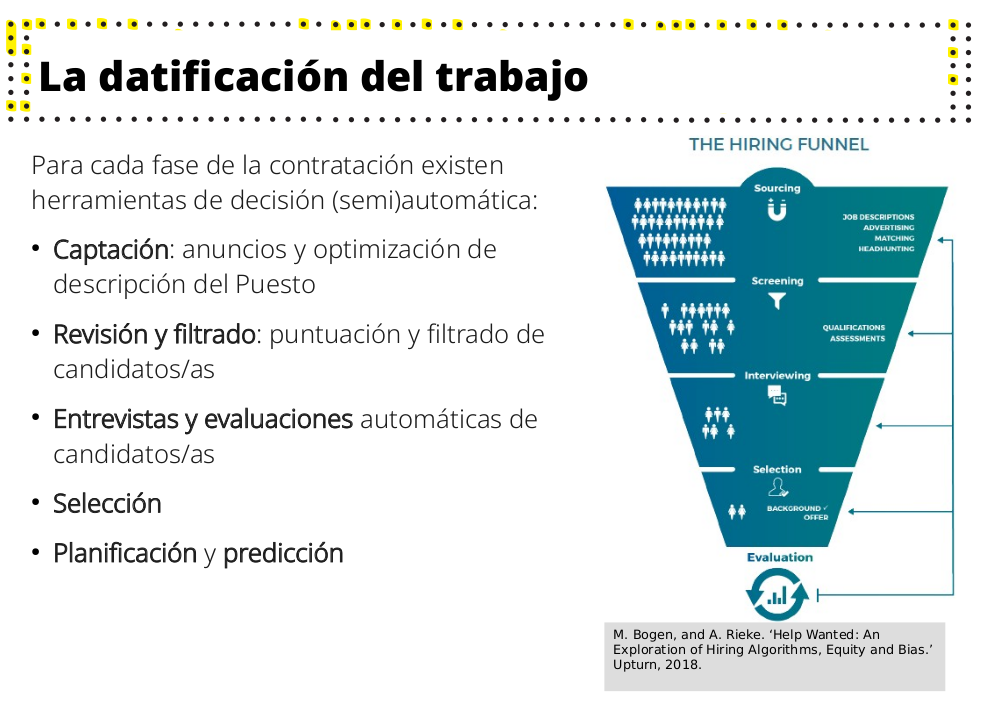 La datificación del trabajo
Para cada fase de la contratación existen
herramientas de decisión (semi)automática:
• Captación: anuncios y optimización de
descripción del Puesto
• Revisión y filtrado: puntuación y filtrado de
candidatos/as
• Entrevistas y evaluaciones automáticas de
candidatos/as
• Selección
• Planificación y predicción
THE HIRING FUNNEL
Sourcing
JOB DESCRIPTIONS
ADVERTISING
MATCHING
HEADHUNTING
Screening
QUALIFICATIONS
ASSESSMENTS
Interviewing
Selection
BACKGROUND ✓
OFFER
Evaluation
M. Bogen, and A. Rieke. ‘Help Wanted: An
Exploration of Hiring Algorithms, Equity and Bias.’
Upturn, 2018.